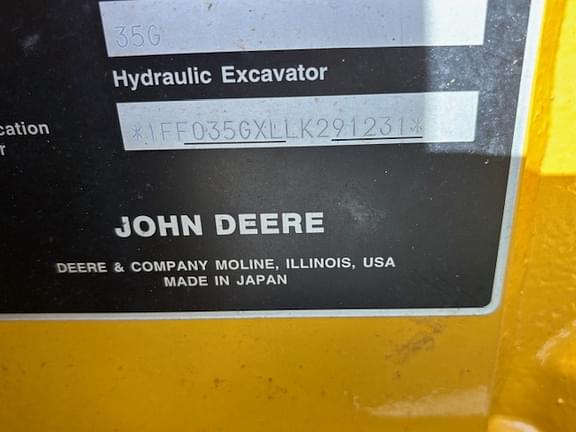 35G
Hydraulic Excavator
*1FF035GXLLK291231*
cation
r
JOHN DEERE
DEERE & COMPANY MOLINE, ILLINOIS, USA
MADE IN JAPAN